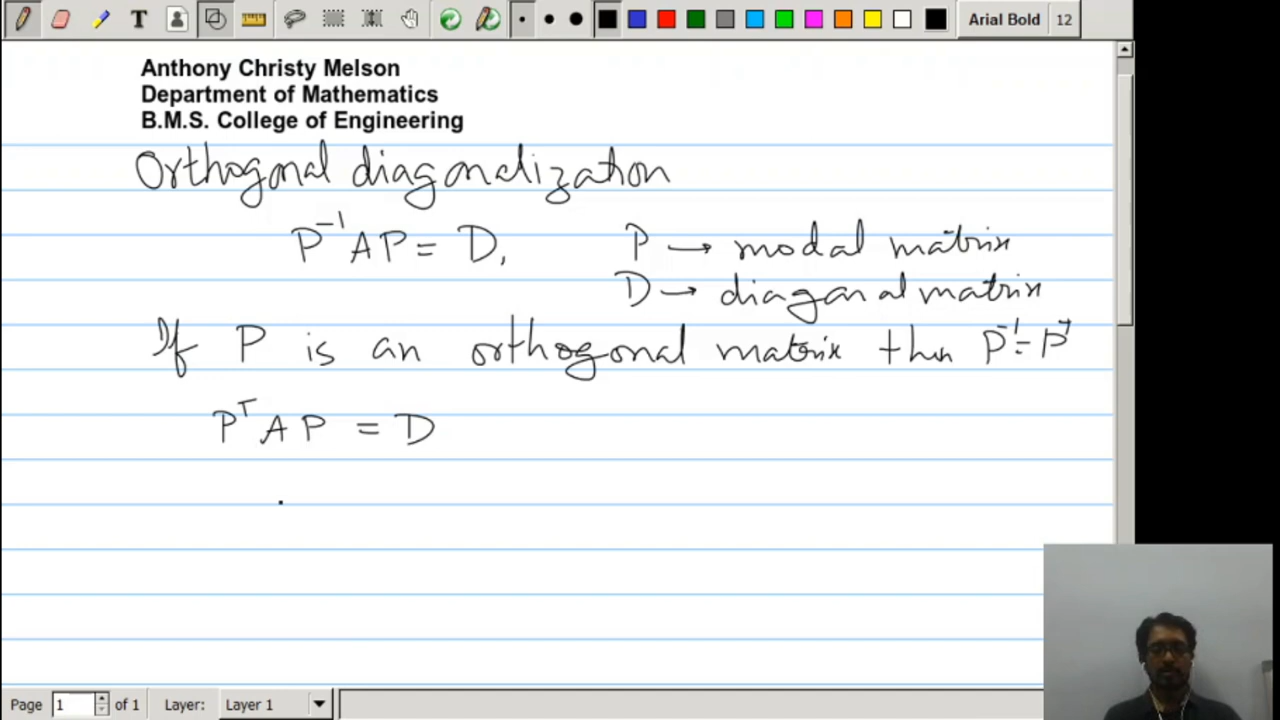 Arial Bold 12
Anthony Christy Melson
Department of Mathematics
B.M.S. College of Engineering
Orthogonal diagonalization
P⁻¹AP = D, P → modal matrix
D → diagonal matrix
If P is an orthogonal matrix then P⁻¹ = Pᵀ
PᵀAP = D
Page 1 of 1 Layer: Layer 1